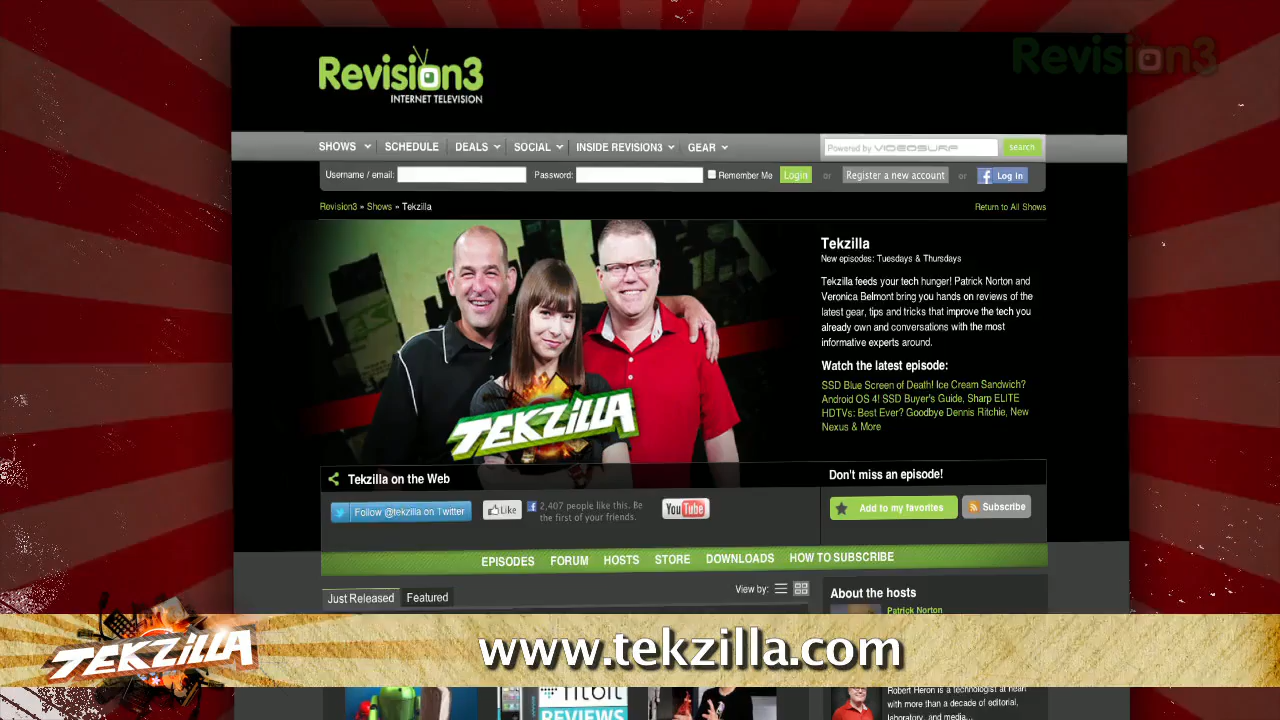 Revision3
INTERNET TELEVISION
Revision3
SHOWS
SCHEDULE
DEALS
SOCIAL
INSIDE REVISION3
GEAR
Powered by VIDEOSURF
search
Username / email:
Password:
Remember Me
Login
or
Register a new account
or
f Log In
Revision3 » Shows » Tekzilla
Return to All Shows
Tekzilla
New episodes: Tuesdays & Thursdays
Tekzilla feeds your tech hunger! Patrick Norton and
Veronica Belmont bring you hands on reviews of the
latest gear, tips and tricks that improve the tech you
already own and conversations with the most
informative experts around.
Watch the latest episode:
SSD Blue Screen of Death! Ice Cream Sandwich?
Android OS 4! SSD Buyer's Guide. Sharp ELITE
HDTVs: Best Ever? Goodbye Dennis Ritchie, New
Nexus & More
TEKZILLA
Tekzilla on the Web
Don't miss an episode!
Follow @tekzilla on Twitter
Like
f 2,407 people like this. Be
the first of your friends.
YouTube
Add to my favorites
Subscribe
EPISODES
FORUM
HOSTS
STORE
DOWNLOADS
HOW TO SUBSCRIBE
Just Released
Featured
View by:
About the hosts
Patrick Norton
TEKZILLA
www.tekzilla.com
fitbit
REVIEWS
Robert Heron is a technologist at heart
with more than a decade of editorial,
laboratory, and media...